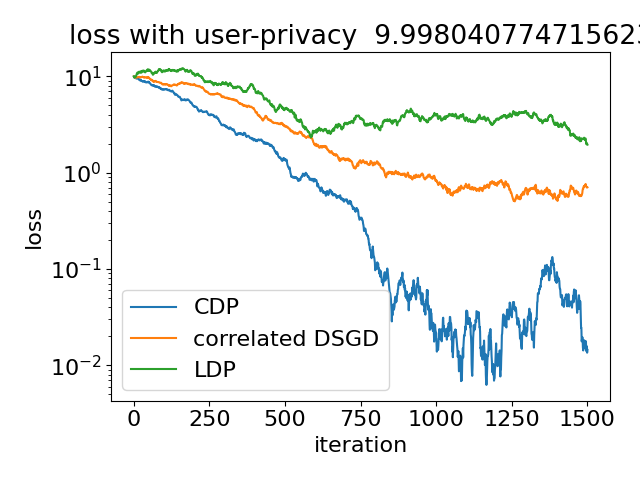 loss with user-privacy 9.998040774715623
10¹
10⁰
10⁻¹
10⁻²
loss
CDP
correlated DSGD
LDP
0 250 500 750 1000 1250 1500
iteration